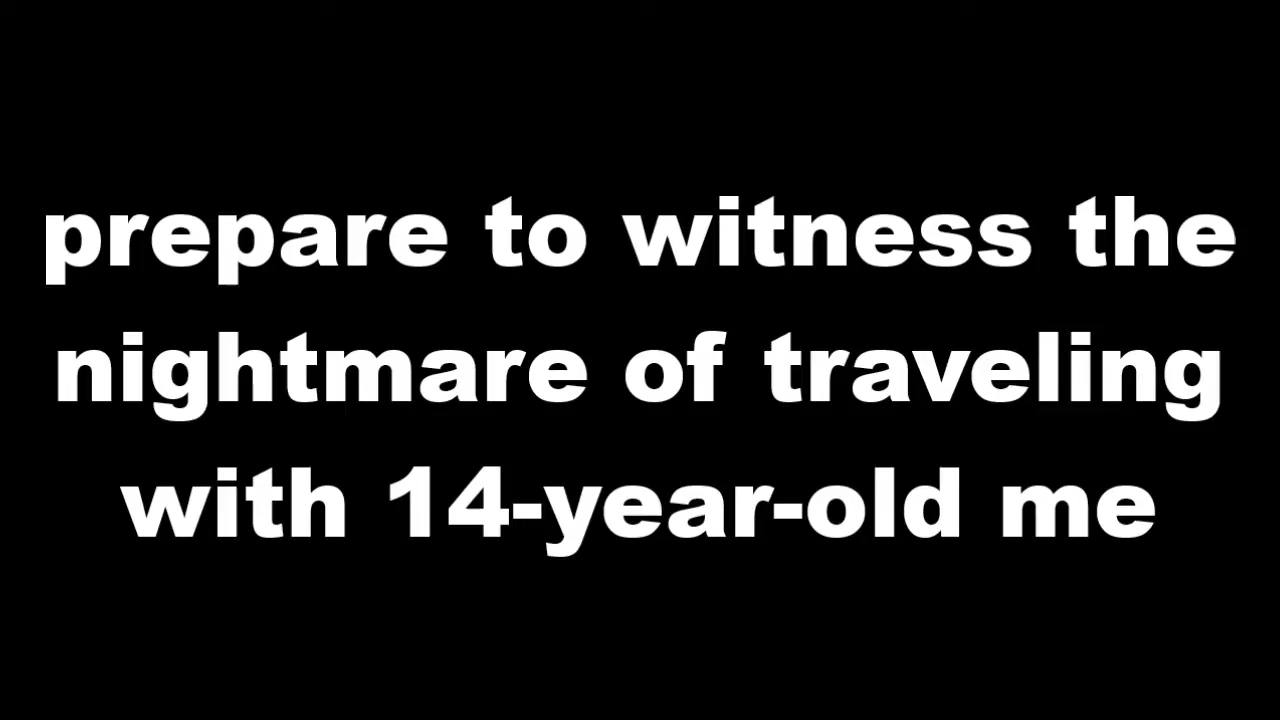 prepare to witness the
nightmare of traveling
with 14-year-old me